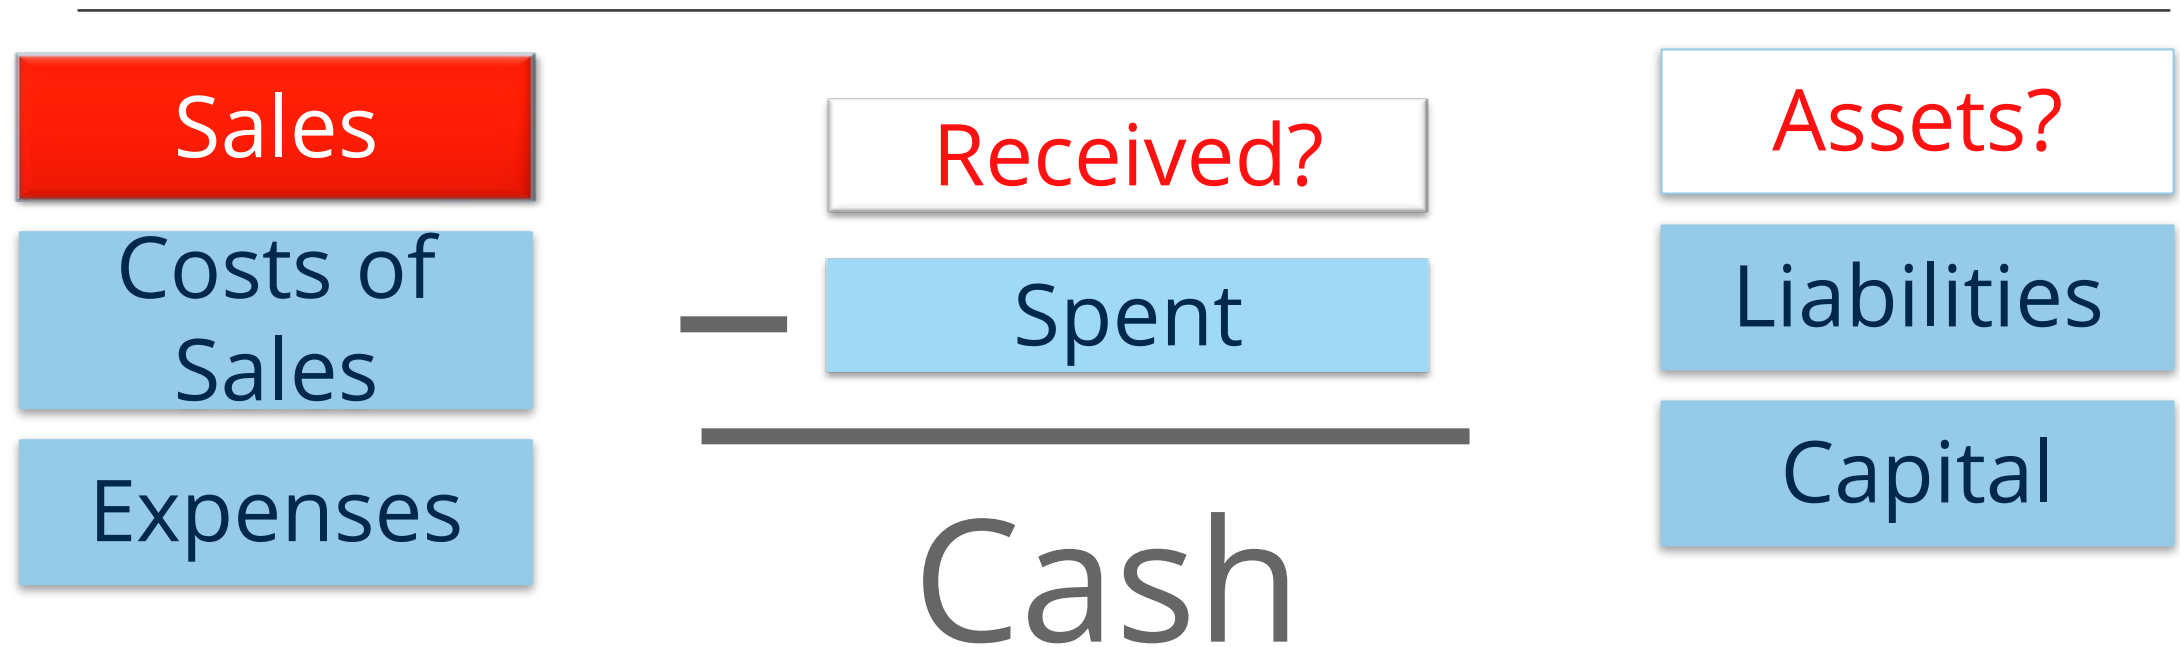 Sales
Costs of
Sales
Expenses
Received?
Spent
Cash
Assets?
Liabilities
Capital